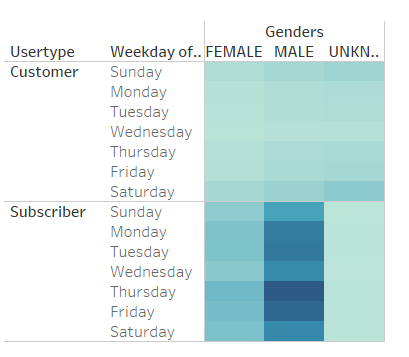 Genders
Usertype Weekday of.. FEMALE MALE UNKN..
Customer Sunday
Monday
Tuesday
Wednesday
Thursday
Friday
Saturday
Subscriber Sunday
Monday
Tuesday
Wednesday
Thursday
Friday
Saturday